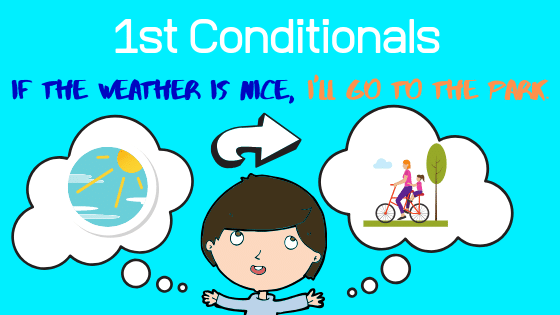 1st Conditionals
IF THE WEATHER IS NICE, I'LL GO TO THE PARK